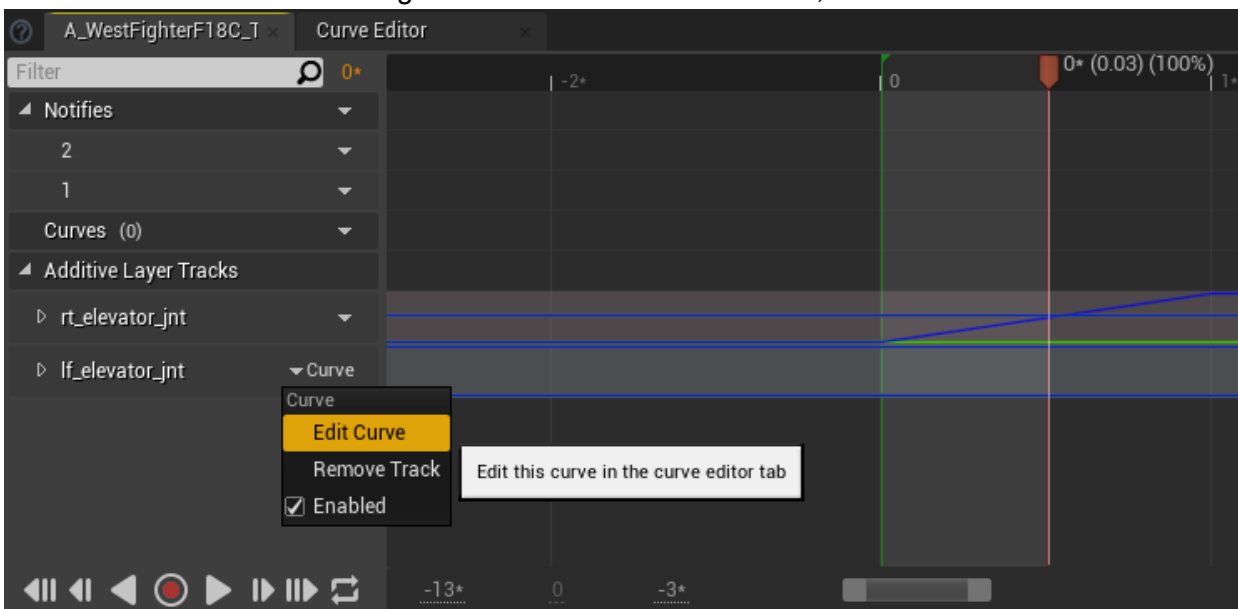 A_WestFighterF18C_T
Curve Editor
Filter
0*
-2*
0
0* (0.03) (100%)
1*
Notifies
2
1
Curves (0)
Additive Layer Tracks
rt_elevator_jnt
lf_elevator_jnt
Curve
Curve
Edit Curve
Remove Track
Edit this curve in the curve editor tab
Enabled
-13*
0
-3*